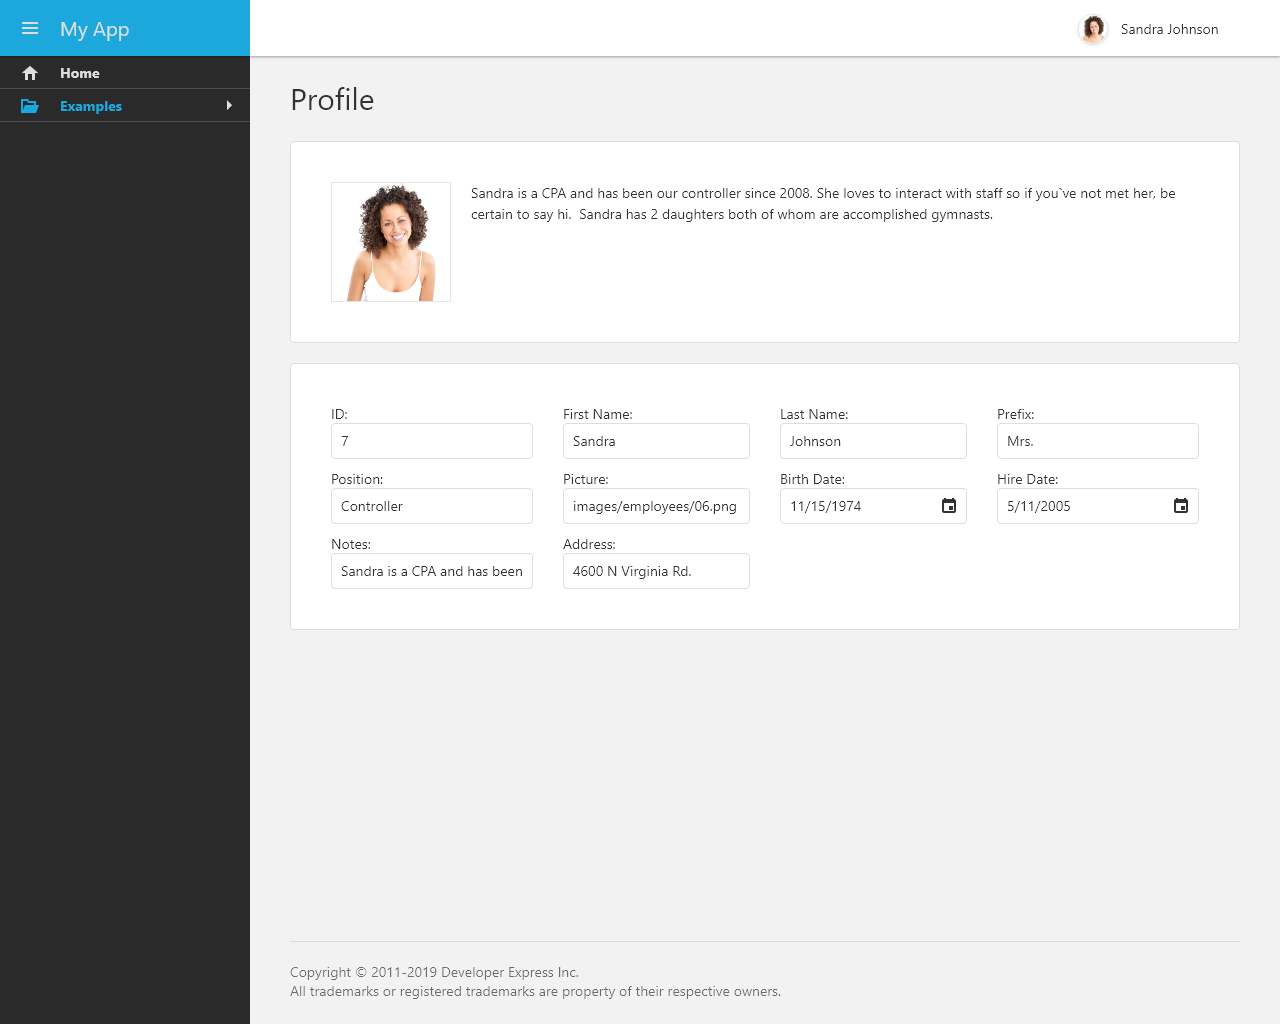 My App
Sandra Johnson
Home
Examples
Profile
Sandra is a CPA and has been our controller since 2008. She loves to interact with staff so if you`ve not met her, be
certain to say hi.  Sandra has 2 daughters both of whom are accomplished gymnasts.
ID:
7
First Name:
Sandra
Last Name:
Johnson
Prefix:
Mrs.
Position:
Controller
Picture:
images/employees/06.png
Birth Date:
11/15/1974
Hire Date:
5/11/2005
Notes:
Sandra is a CPA and has been
Address:
4600 N Virginia Rd.
Copyright © 2011-2019 Developer Express Inc.
All trademarks or registered trademarks are property of their respective owners.